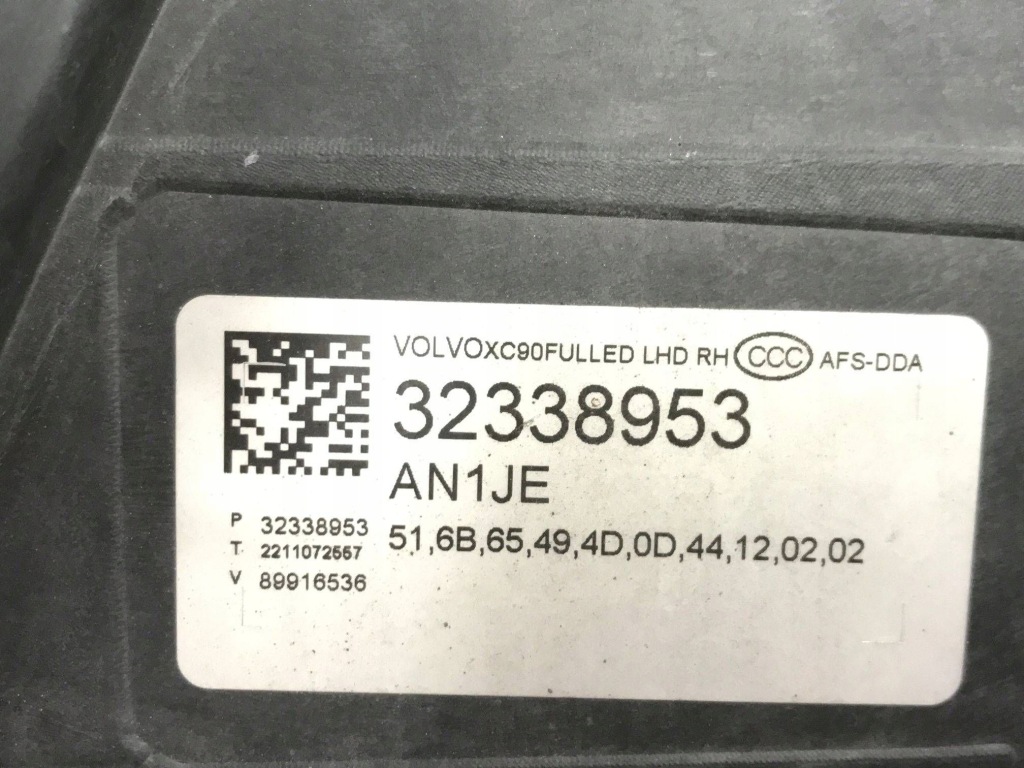 VOLVOXC90FULLED LHD RH CCC AFS-DDA
32338953
AN1JE
51,6B,65,49,4D,0D,44,12,02,02
P 32338953
T 2211072557
V 89916536